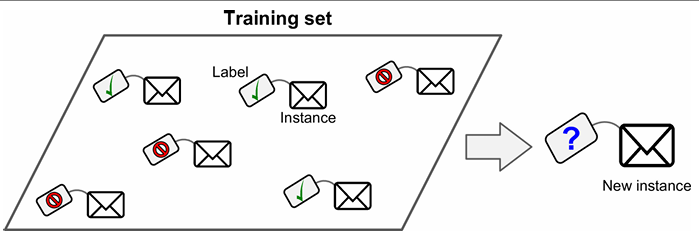 Training set
Label
Instance
?
New instance